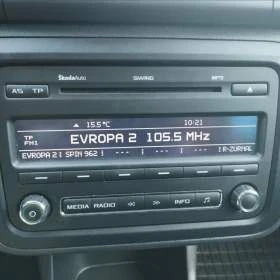 ŠkodaAuto SWING MP3
AS TP
15.5°C 10:21
TP
FM1
EVROPA 2 105.5 MHz
EVROPA 2 SPIN 962 --- --- --- R-ZURNAL
MEDIA RADIO INFO